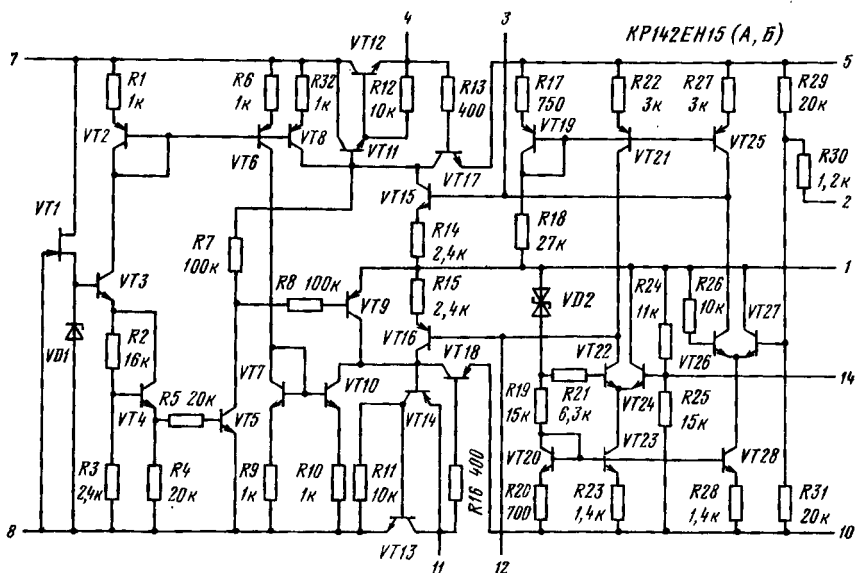 4
3
КР142ЕН15 (А, Б)
7
5
VT12
R1
1к
R6
1к
R32
1к
R12
10к
R13
400
R17
750
R22
3к
R27
3к
R29
20к
VT2
VT6
VT8
VT11
VT17
VT19
VT21
VT25
R30
1,2к
2
VT15
VT1
R7
100к
R14
2,4к
R18
27к
1
VT3
R8 100к
VT9
R15
2,4к
VD2
R24
11к
R26
10к
VT27
VD1
R2
16к
VT16
VT18
VT22
VT26
VT7
VT10
14
R5 20к
VT4
VT5
VT14
R19
15к
R21
6,3к
VT24
R25
15к
VT20
VT23
VT28
R3
2,4к
R4
20к
R9
1к
R10
1к
R11
10к
R16 400
R20
700
R23
1,4к
R28
1,4к
R31
20к
8
10
VT13
11
12